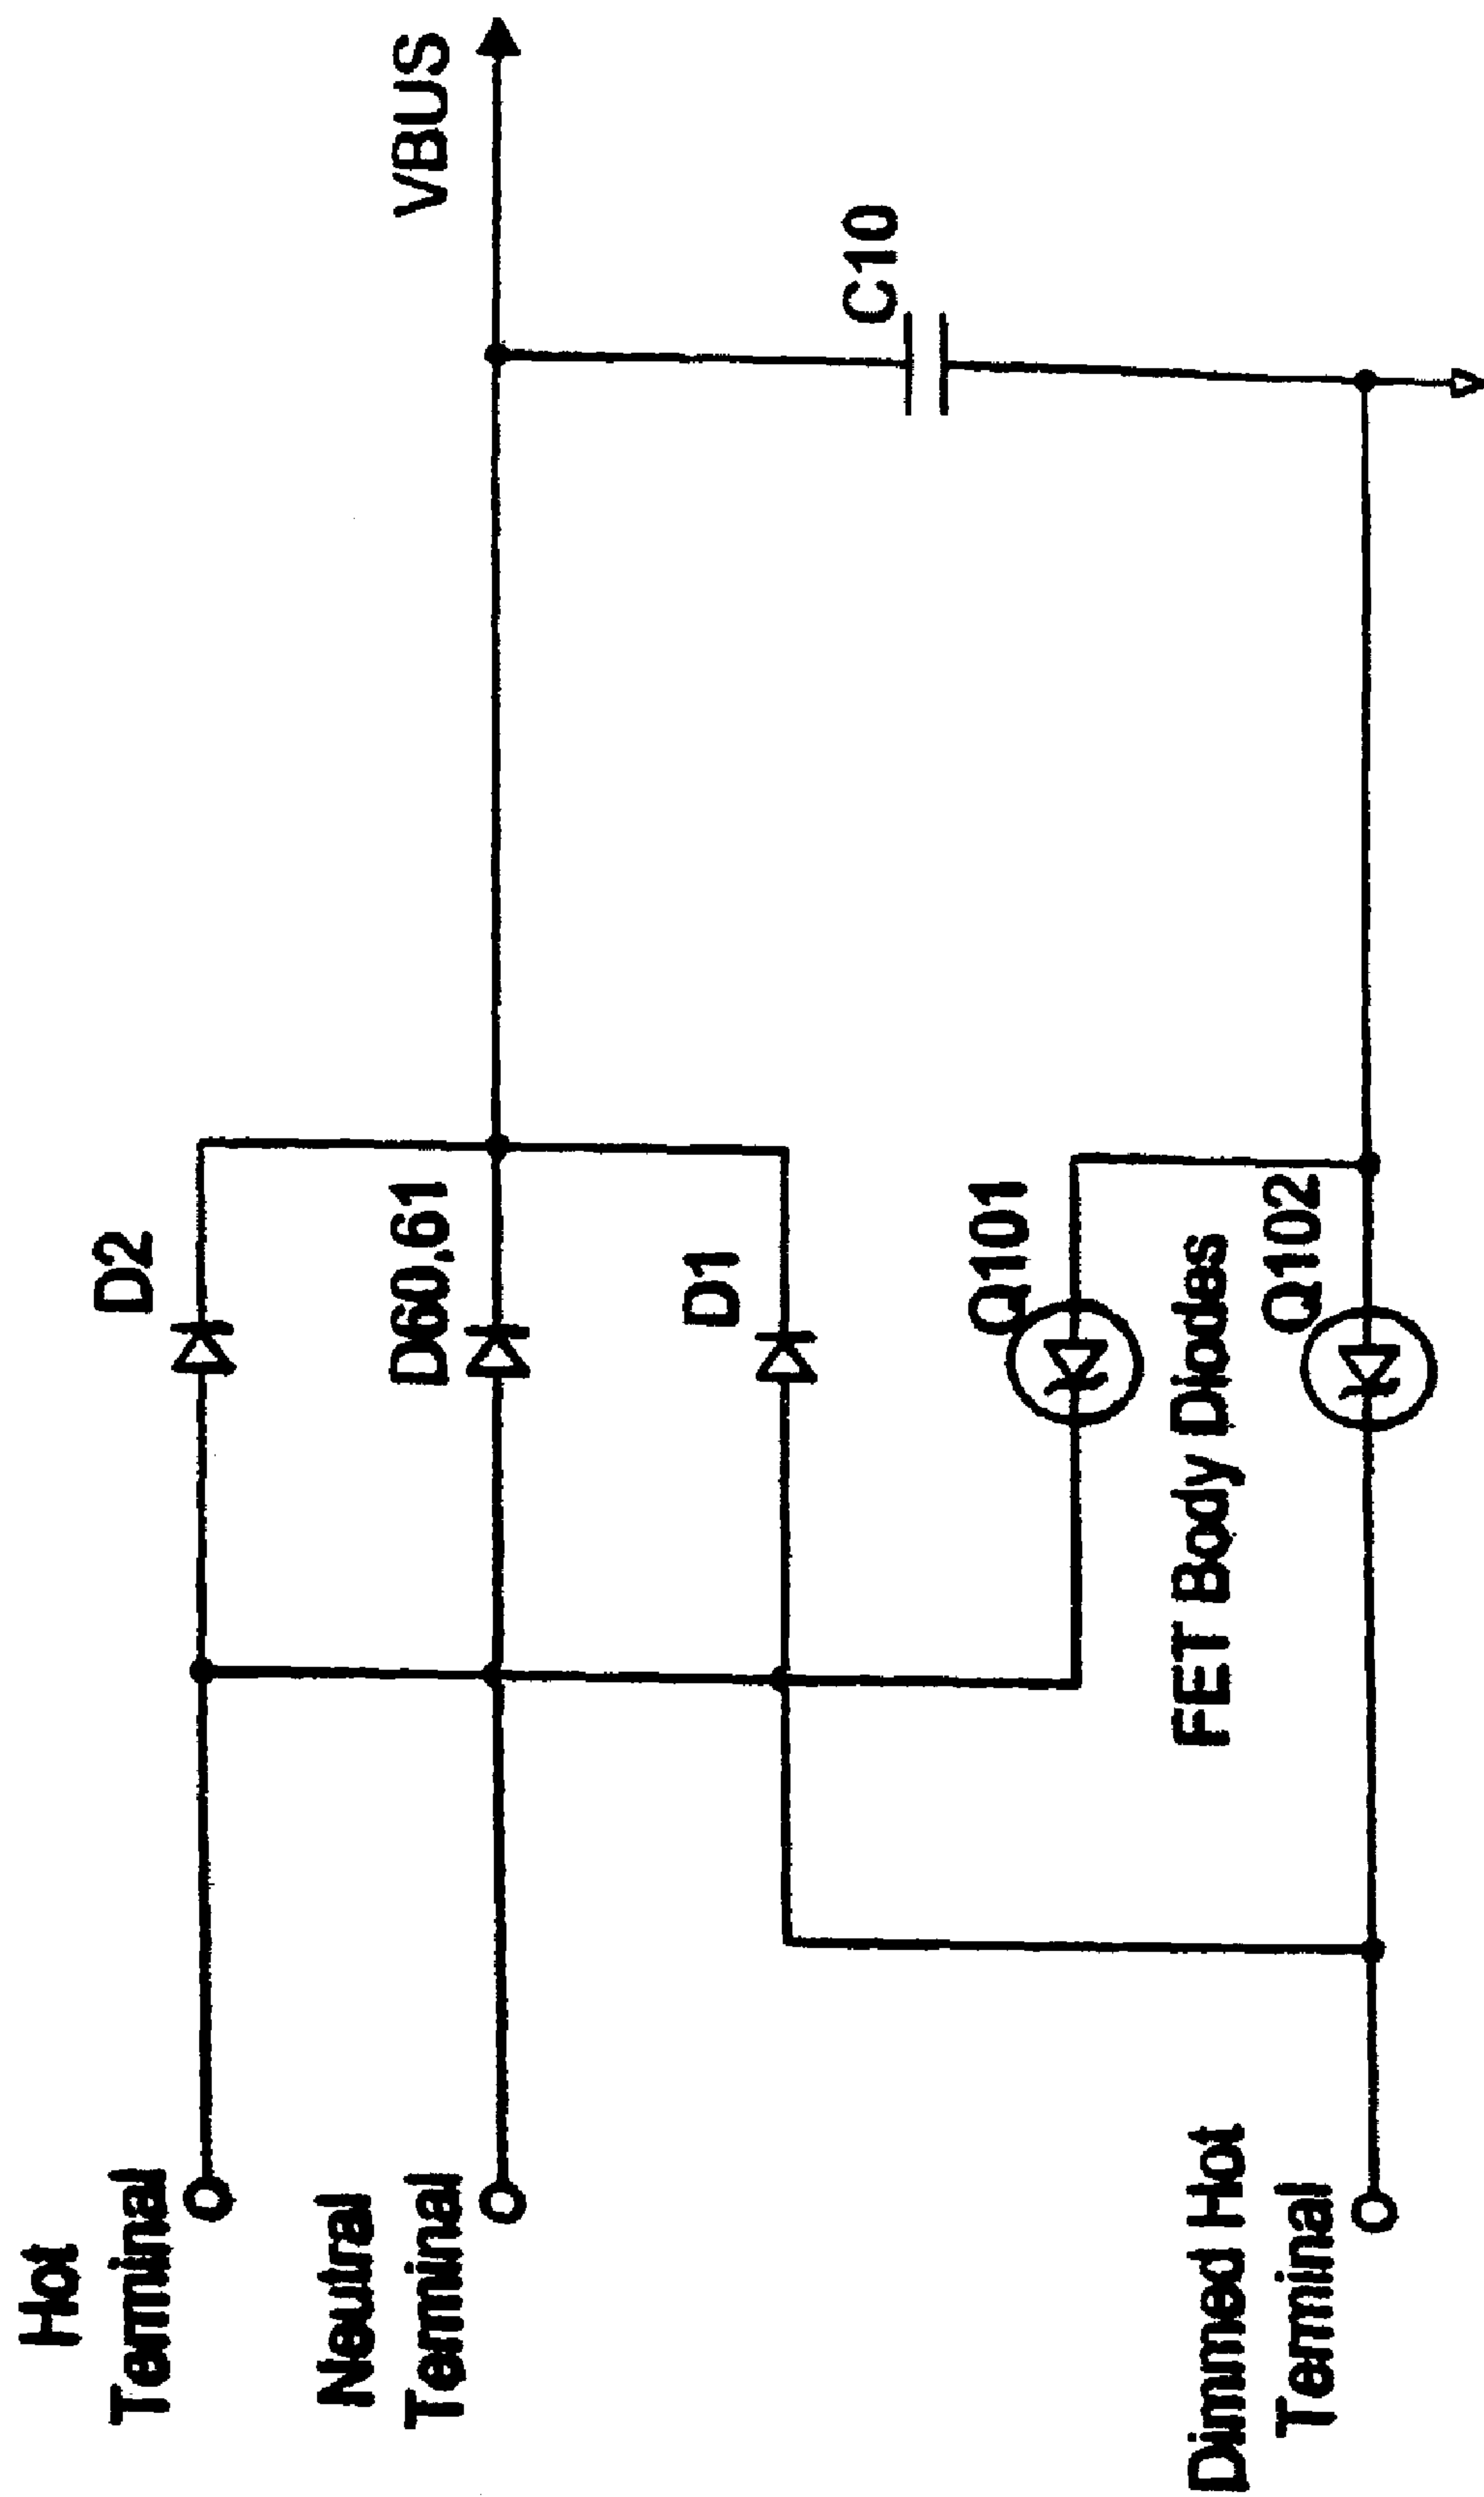 Hot
Terminal
D2
Neutral
Terminal
D60,61
VBUS
D1
C10
Q101
FET Body Diodes
Dimmed Hot
Terminal
Q102